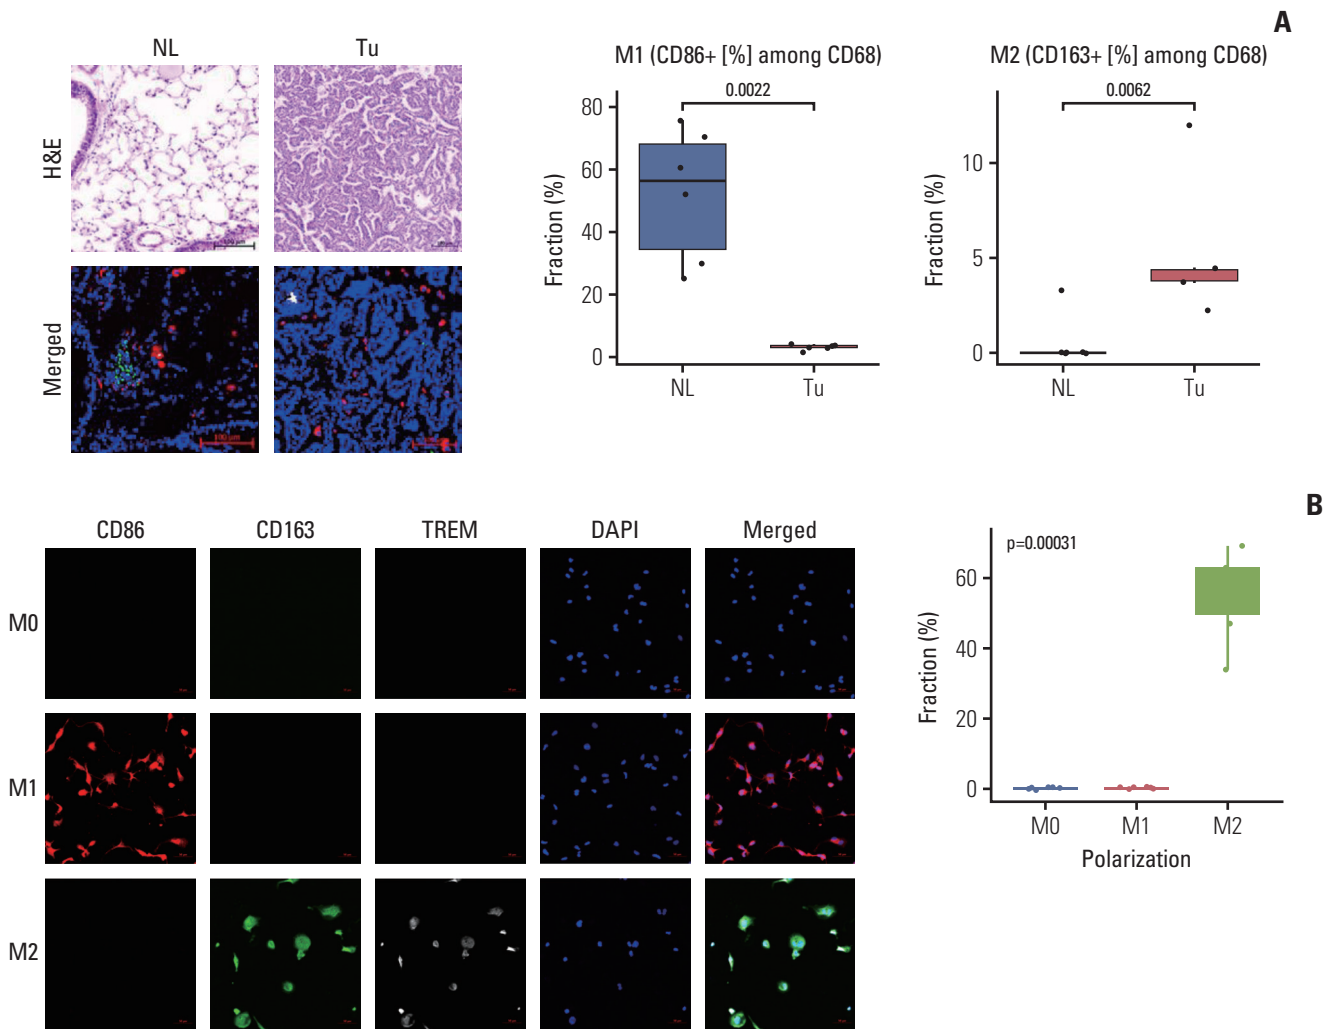 A
NL Tu
H&E
Merged
100 µm
M1 (CD86+ [%] among CD68)
0.0022
Fraction (%)
80
60
40
20
0
NL Tu
M2 (CD163+ [%] among CD68)
0.0062
Fraction (%)
10
5
0
NL Tu
B
CD86 CD163 TREM DAPI Merged
M0
M1
M2
p=0.00031
Fraction (%)
60
40
20
0
M0 M1 M2
Polarization